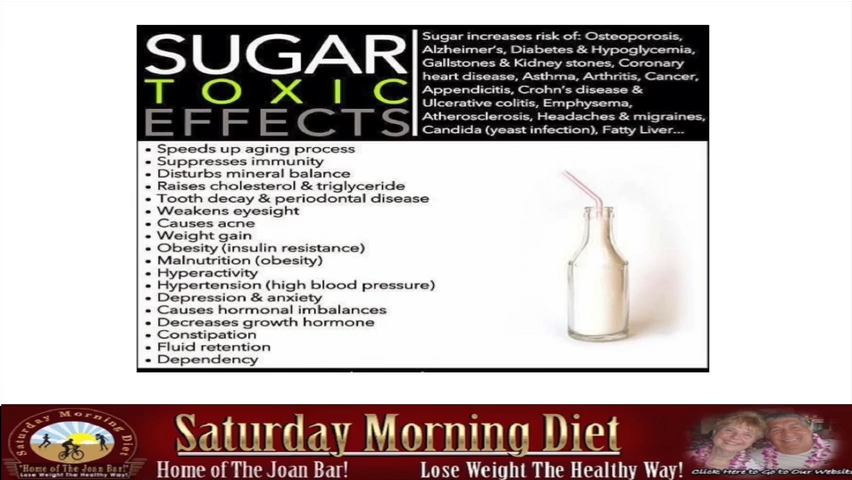 SUGAR
TOXIC
EFFECTS
Sugar increases risk of: Osteoporosis,
Alzheimer's, Diabetes & Hypoglycemia,
Gallstones & Kidney stones, Coronary
heart disease, Asthma, Arthritis, Cancer,
Appendicitis, Crohn's disease &
Ulcerative colitis, Emphysema,
Atherosclerosis, Headaches & migraines,
Candida (yeast infection), Fatty Liver...
• Speeds up aging process
• Suppresses immunity
• Disturbs mineral balance
• Raises cholesterol & triglyceride
• Tooth decay & periodontal disease
• Weakens eyesight
• Causes acne
• Weight gain
• Obesity (insulin resistance)
• Malnutrition (obesity)
• Hyperactivity
• Hypertension (high blood pressure)
• Depression & anxiety
• Causes hormonal imbalances
• Decreases growth hormone
• Constipation
• Fluid retention
• Dependency
Saturday Morning Diet
"Home of The Joan Bar!"
Lose Weight The Healthy Way!
Saturday Morning Diet
Home of The Joan Bar!
Lose Weight The Healthy Way!
Click Here to Go to Our Website